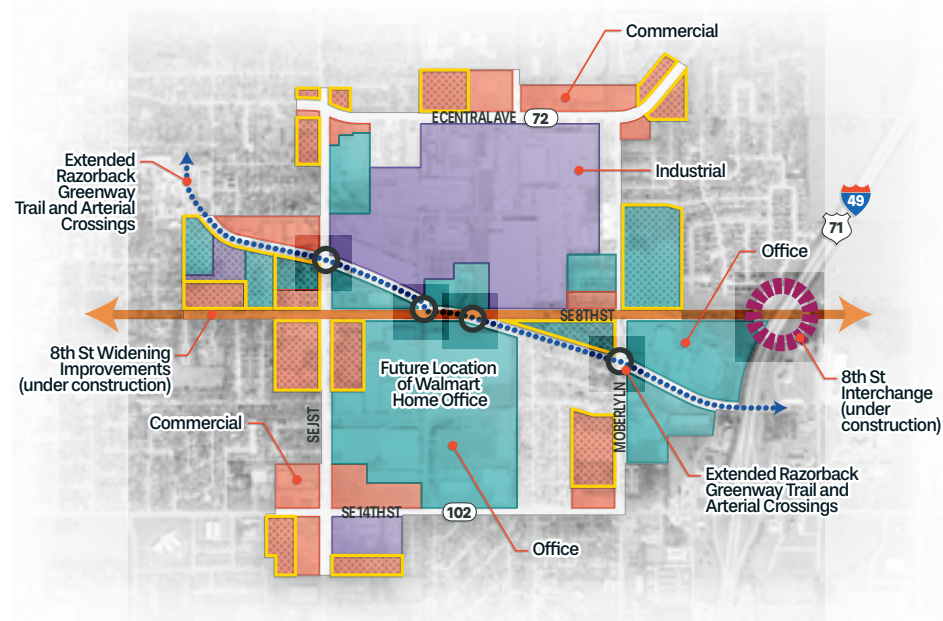 Commercial
E CENTRAL AVE 72
Extended
Razorback
Greenway
Trail and Arterial
Crossings
Industrial
49
71
Office
SE 8TH ST
8th St Widening
Improvements
(under construction)
Future Location
of Walmart
Home Office
8th St
Interchange
(under
construction)
Commercial
SE J ST
MOBERLY LN
Extended Razorback
Greenway Trail and
Arterial Crossings
SE 14TH ST 102
Office